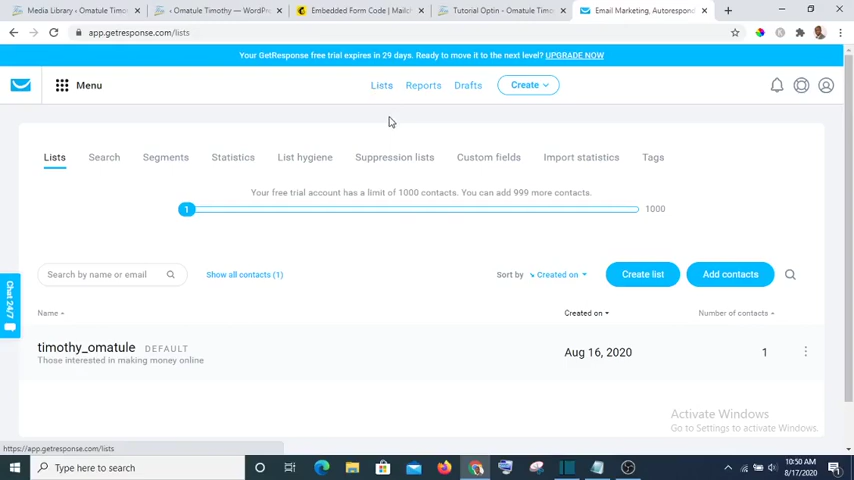 Media Library ‹ Omatule Timo
‹ Omatule Timothy — WordPr
Embedded Form Code | Mailch
Tutorial Optin - Omatule Timo
Email Marketing, Autorespond
app.getresponse.com/lists
Your GetResponse free trial expires in 29 days. Ready to move it to the next level? UPGRADE NOW
Menu
Lists
Reports
Drafts
Create
Lists
Search
Segments
Statistics
List hygiene
Suppression lists
Custom fields
Import statistics
Tags
Your free trial account has a limit of 1000 contacts. You can add 999 more contacts.
1
1000
Search by name or email
Show all contacts (1)
Sort by
Created on
Create list
Add contacts
Name
Created on
Number of contacts
timothy_omatule DEFAULT
Those interested in making money online
Aug 16, 2020
1
Chat 24/7
Activate Windows
Go to Settings to activate Windows.
https://app.getresponse.com/lists
Type here to search
10:50 AM
8/17/2020